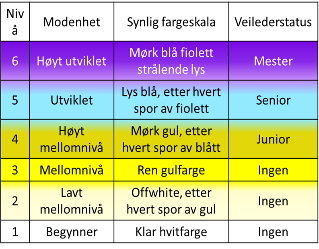 Niv
å
Modenhet
Synlig fargeskala
Veilederstatus
6
Høyt utviklet
Mørk blå fiolett
strålende lys
Mester
5
Utviklet
Lys blå, etter hvert
spor av fiolett
Senior
4
Høyt
mellomnivå
Mørk gul, etter
hvert spor av blått
Junior
3
Mellomnivå
Ren gulfarge
Ingen
2
Lavt
mellomnivå
Offwhite, etter
hvert spor av gul
Ingen
1
Begynner
Klar hvitfarge
Ingen